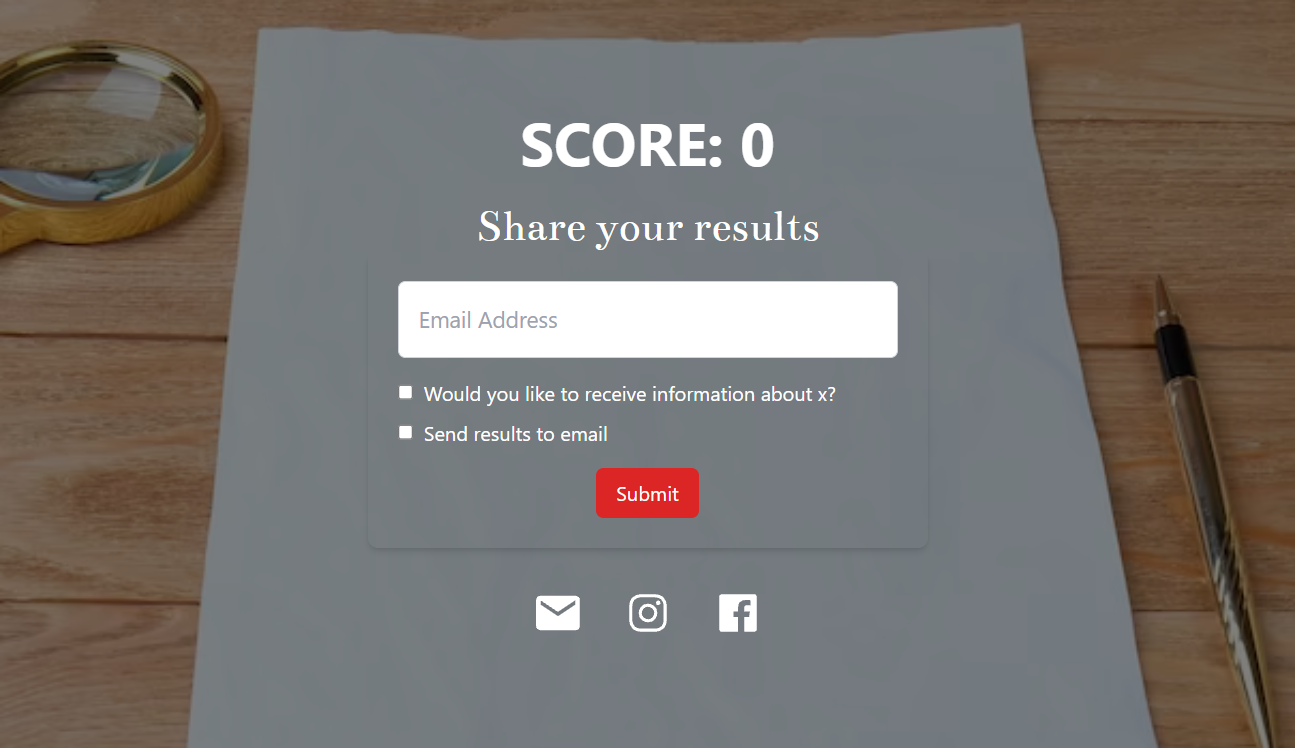 SCORE: 0
Share your results
Email Address
Would you like to receive information about x?
Send results to email
Submit